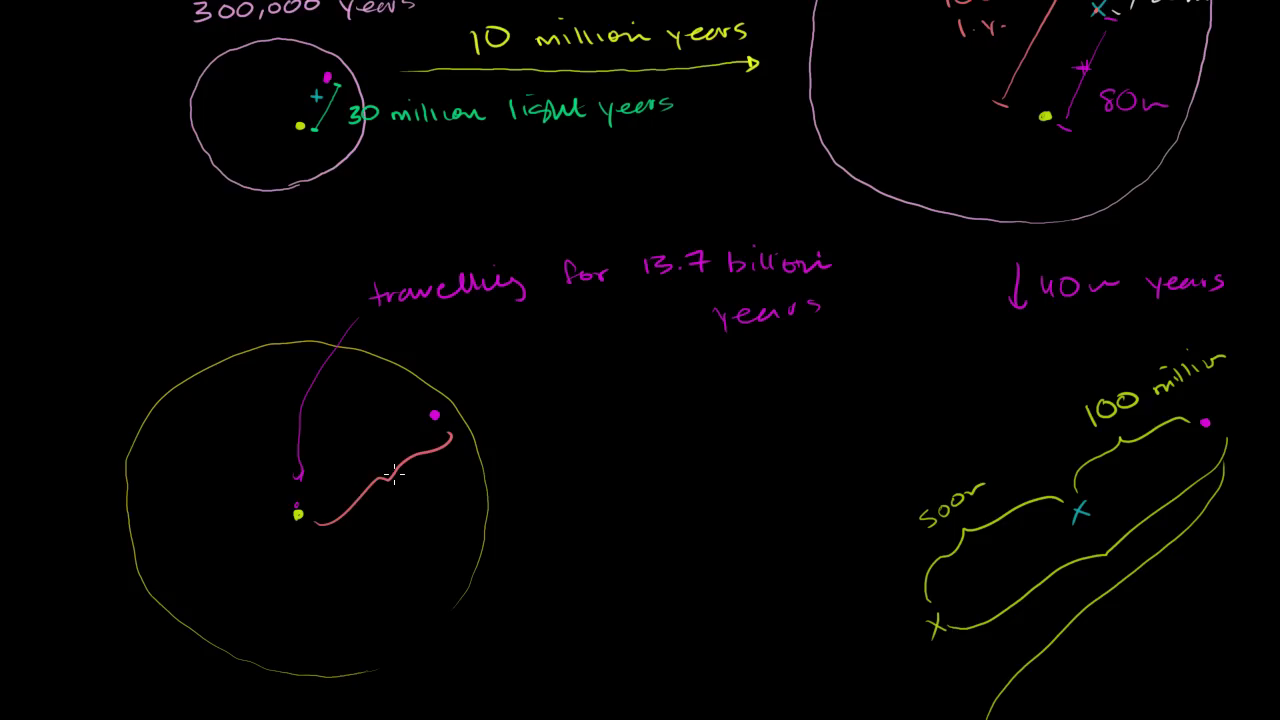 300,000 years
10 million years
30 million light years
l.y.
80m
travelling for 13.7 billion
years
40m years
100 million
500m